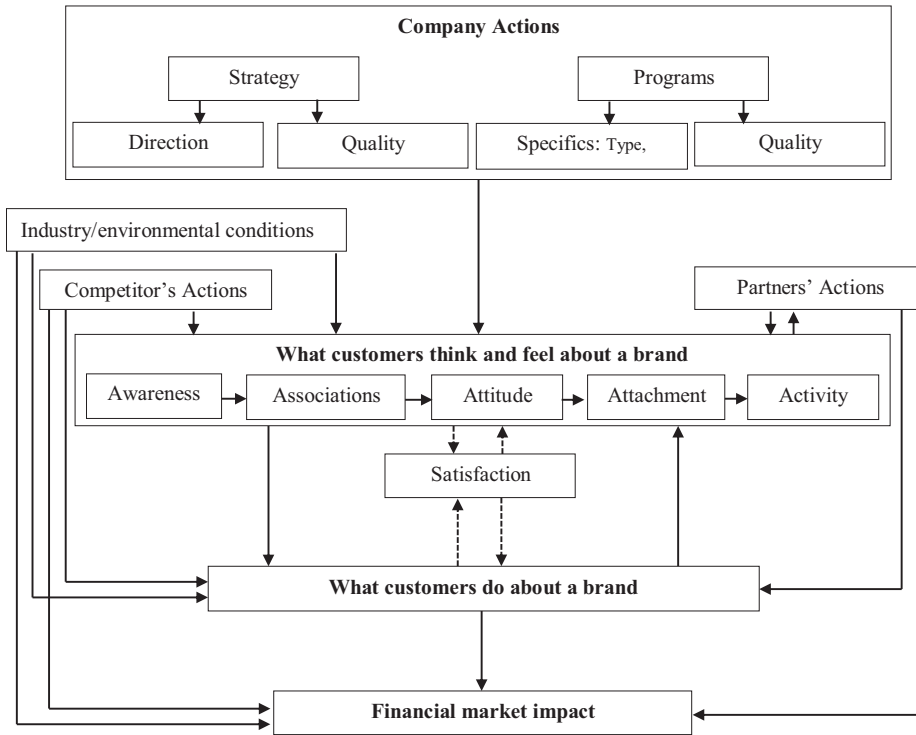 Company Actions
Strategy
Programs
Direction
Quality
Specifics: Type,
Quality
Industry/environmental conditions
Competitor’s Actions
Partners’ Actions
What customers think and feel about a brand
Awareness
Associations
Attitude
Attachment
Activity
Satisfaction
What customers do about a brand
Financial market impact